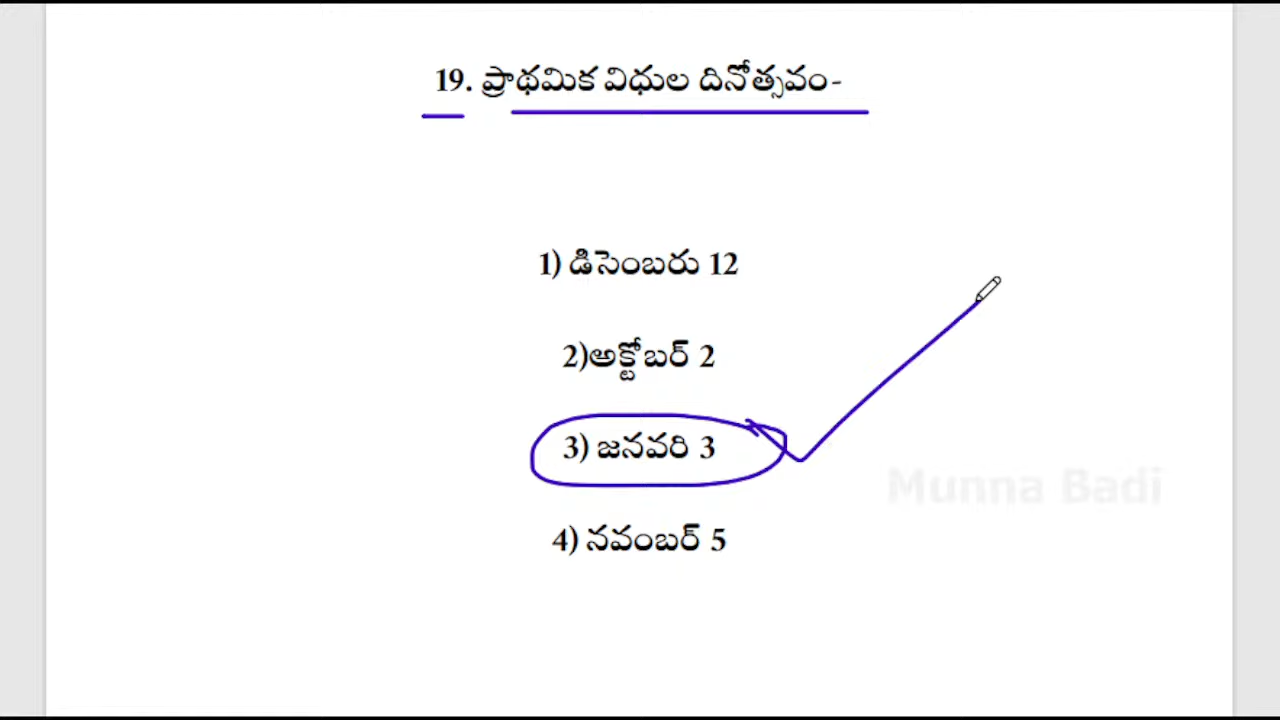 19. ప్రాథమిక విధుల దినోత్సవం-
1) డిసెంబరు 12
2)అక్టోబర్ 2
3) జనవరి 3
4) నవంబర్ 5
Munna Badi